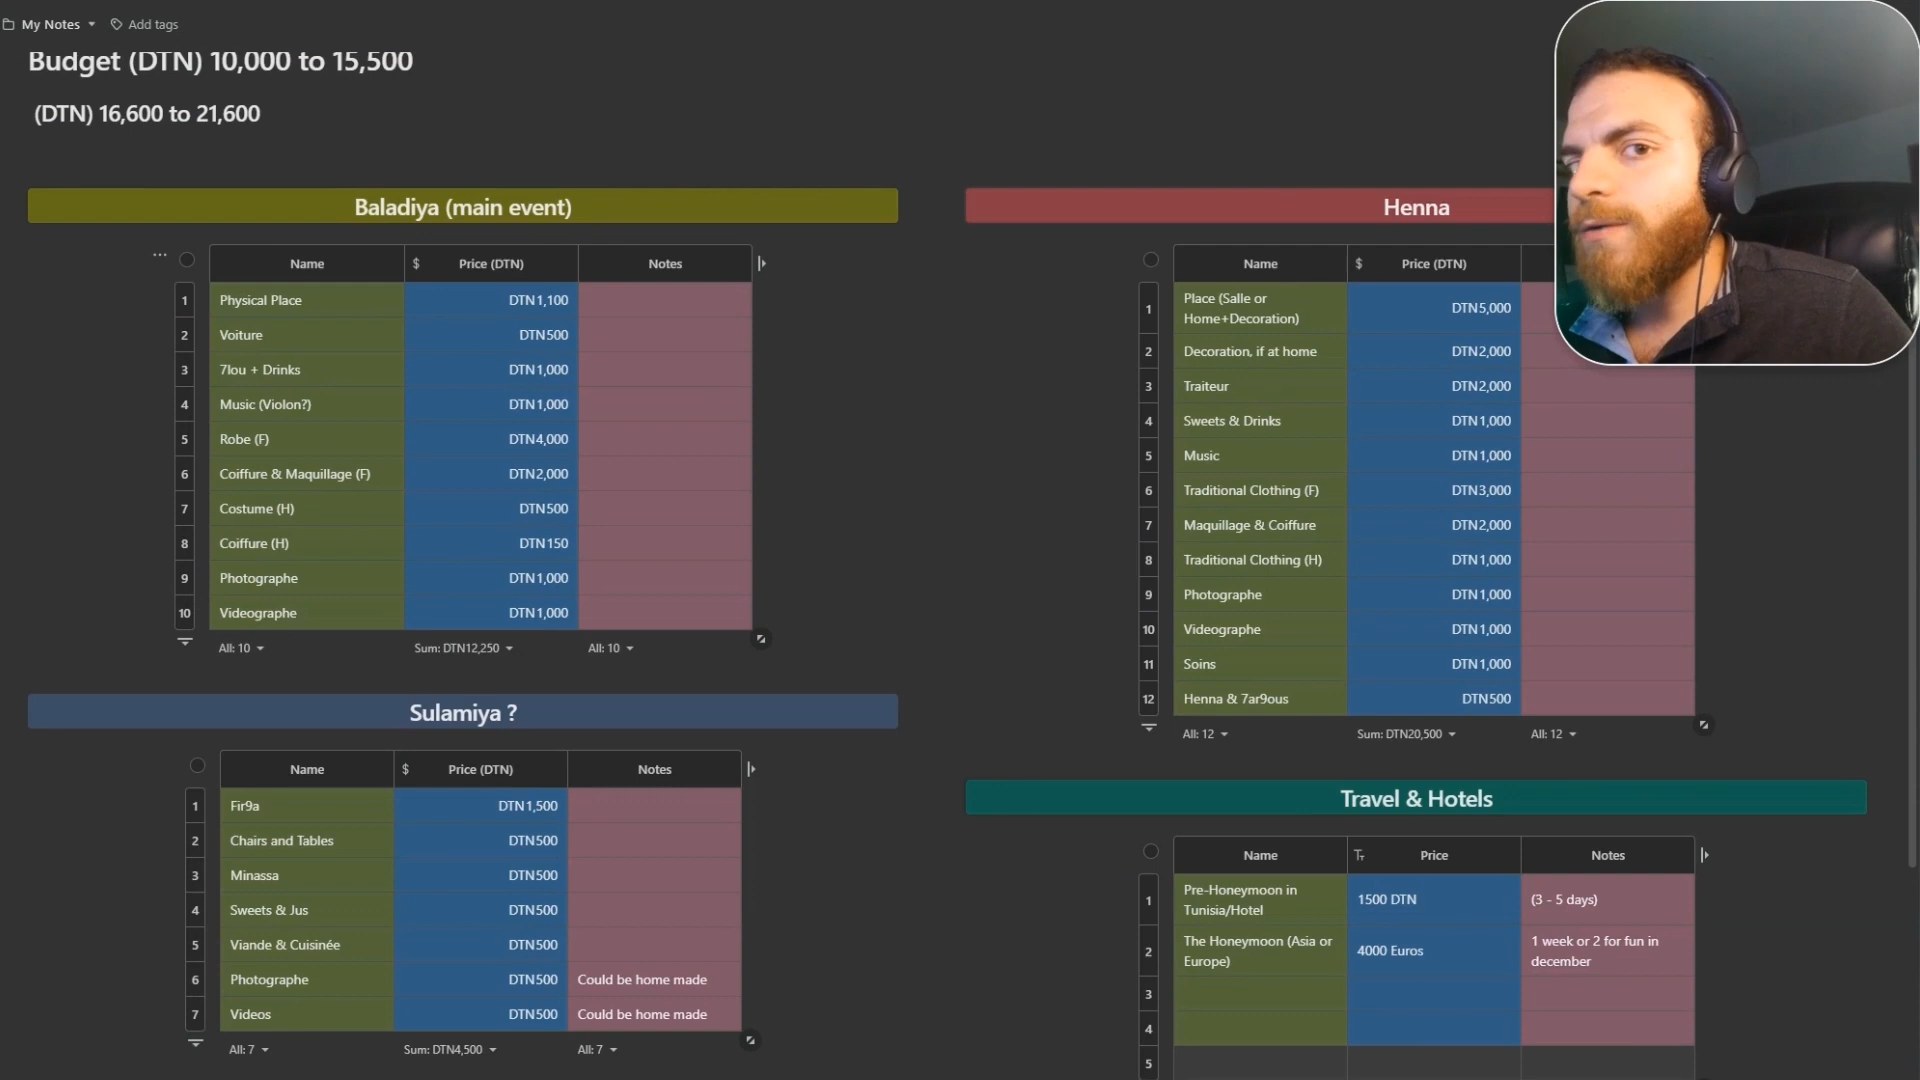 My Notes Add tags
Budget (DTN) 10,000 to 15,500
(DTN) 16,600 to 21,600
Baladiya (main event)
Name $ Price (DTN) Notes
1 Physical Place DTN1,100
2 Voiture DTN500
3 7lou + Drinks DTN1,000
4 Music (Violon?) DTN1,000
5 Robe (F) DTN4,000
6 Coiffure & Maquillage (F) DTN2,000
7 Costume (H) DTN500
8 Coiffure (H) DTN150
9 Photographe DTN1,000
10 Videographe DTN1,000
All: 10 Sum: DTN12,250 All: 10
Sulamiya ?
Name $ Price (DTN) Notes
1 Fir9a DTN1,500
2 Chairs and Tables DTN500
3 Minassa DTN500
4 Sweets & Jus DTN500
5 Viande & Cuisinée DTN500
6 Photographe DTN500 Could be home made
7 Videos DTN500 Could be home made
All: 7 Sum: DTN4,500 All: 7
Henna
Name $ Price (DTN)
1 Place (Salle or
Home+Decoration) DTN5,000
2 Decoration, if at home DTN2,000
3 Traiteur DTN2,000
4 Sweets & Drinks DTN1,000
5 Music DTN1,000
6 Traditional Clothing (F) DTN3,000
7 Maquillage & Coiffure DTN2,000
8 Traditional Clothing (H) DTN1,000
9 Photographe DTN1,000
10 Videographe DTN1,000
11 Soins DTN1,000
12 Henna & 7ar9ous DTN500
All: 12 Sum: DTN20,500 All: 12
Travel & Hotels
Name Tr Price Notes
1 Pre-Honeymoon in
Tunisia/Hotel 1500 DTN (3 - 5 days)
2 The Honeymoon (Asia or
Europe) 4000 Euros 1 week or 2 for fun in
december
3
4
5